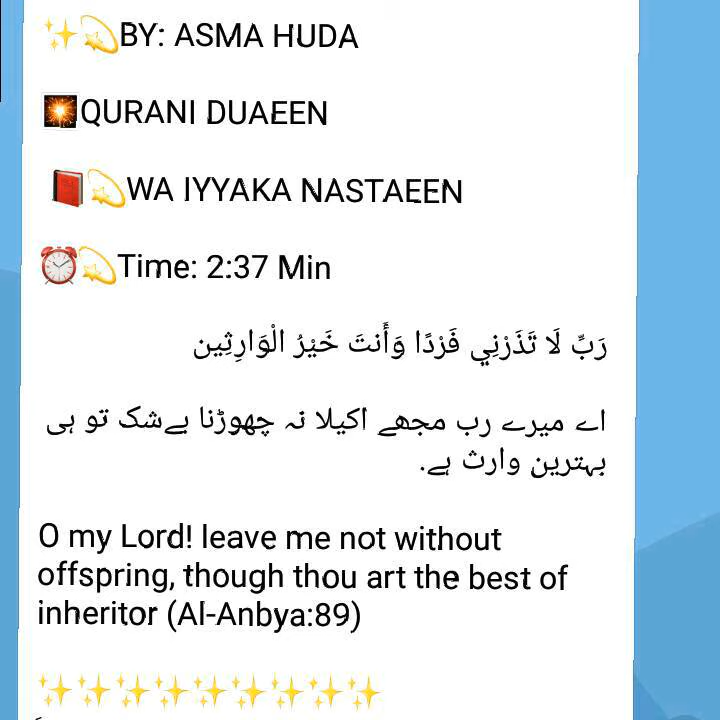 ✨💫BY: ASMA HUDA
🎇QURANI DUAEEN
📕💫WA IYYAKA NASTAEEN
⏰💫Time: 2:37 Min
رَبِّ لَا تَذَرْنِي فَرْدًا وَأَنتَ خَيْرُ الْوَارِثِين
اے میرے رب مجھے اکیلا نہ چھوڑنا بےشک تو ہی
بہترین وارث ہے.
O my Lord! leave me not without
offspring, though thou art the best of
inheritor (Al-Anbya:89)
✨✨✨✨✨✨✨✨✨